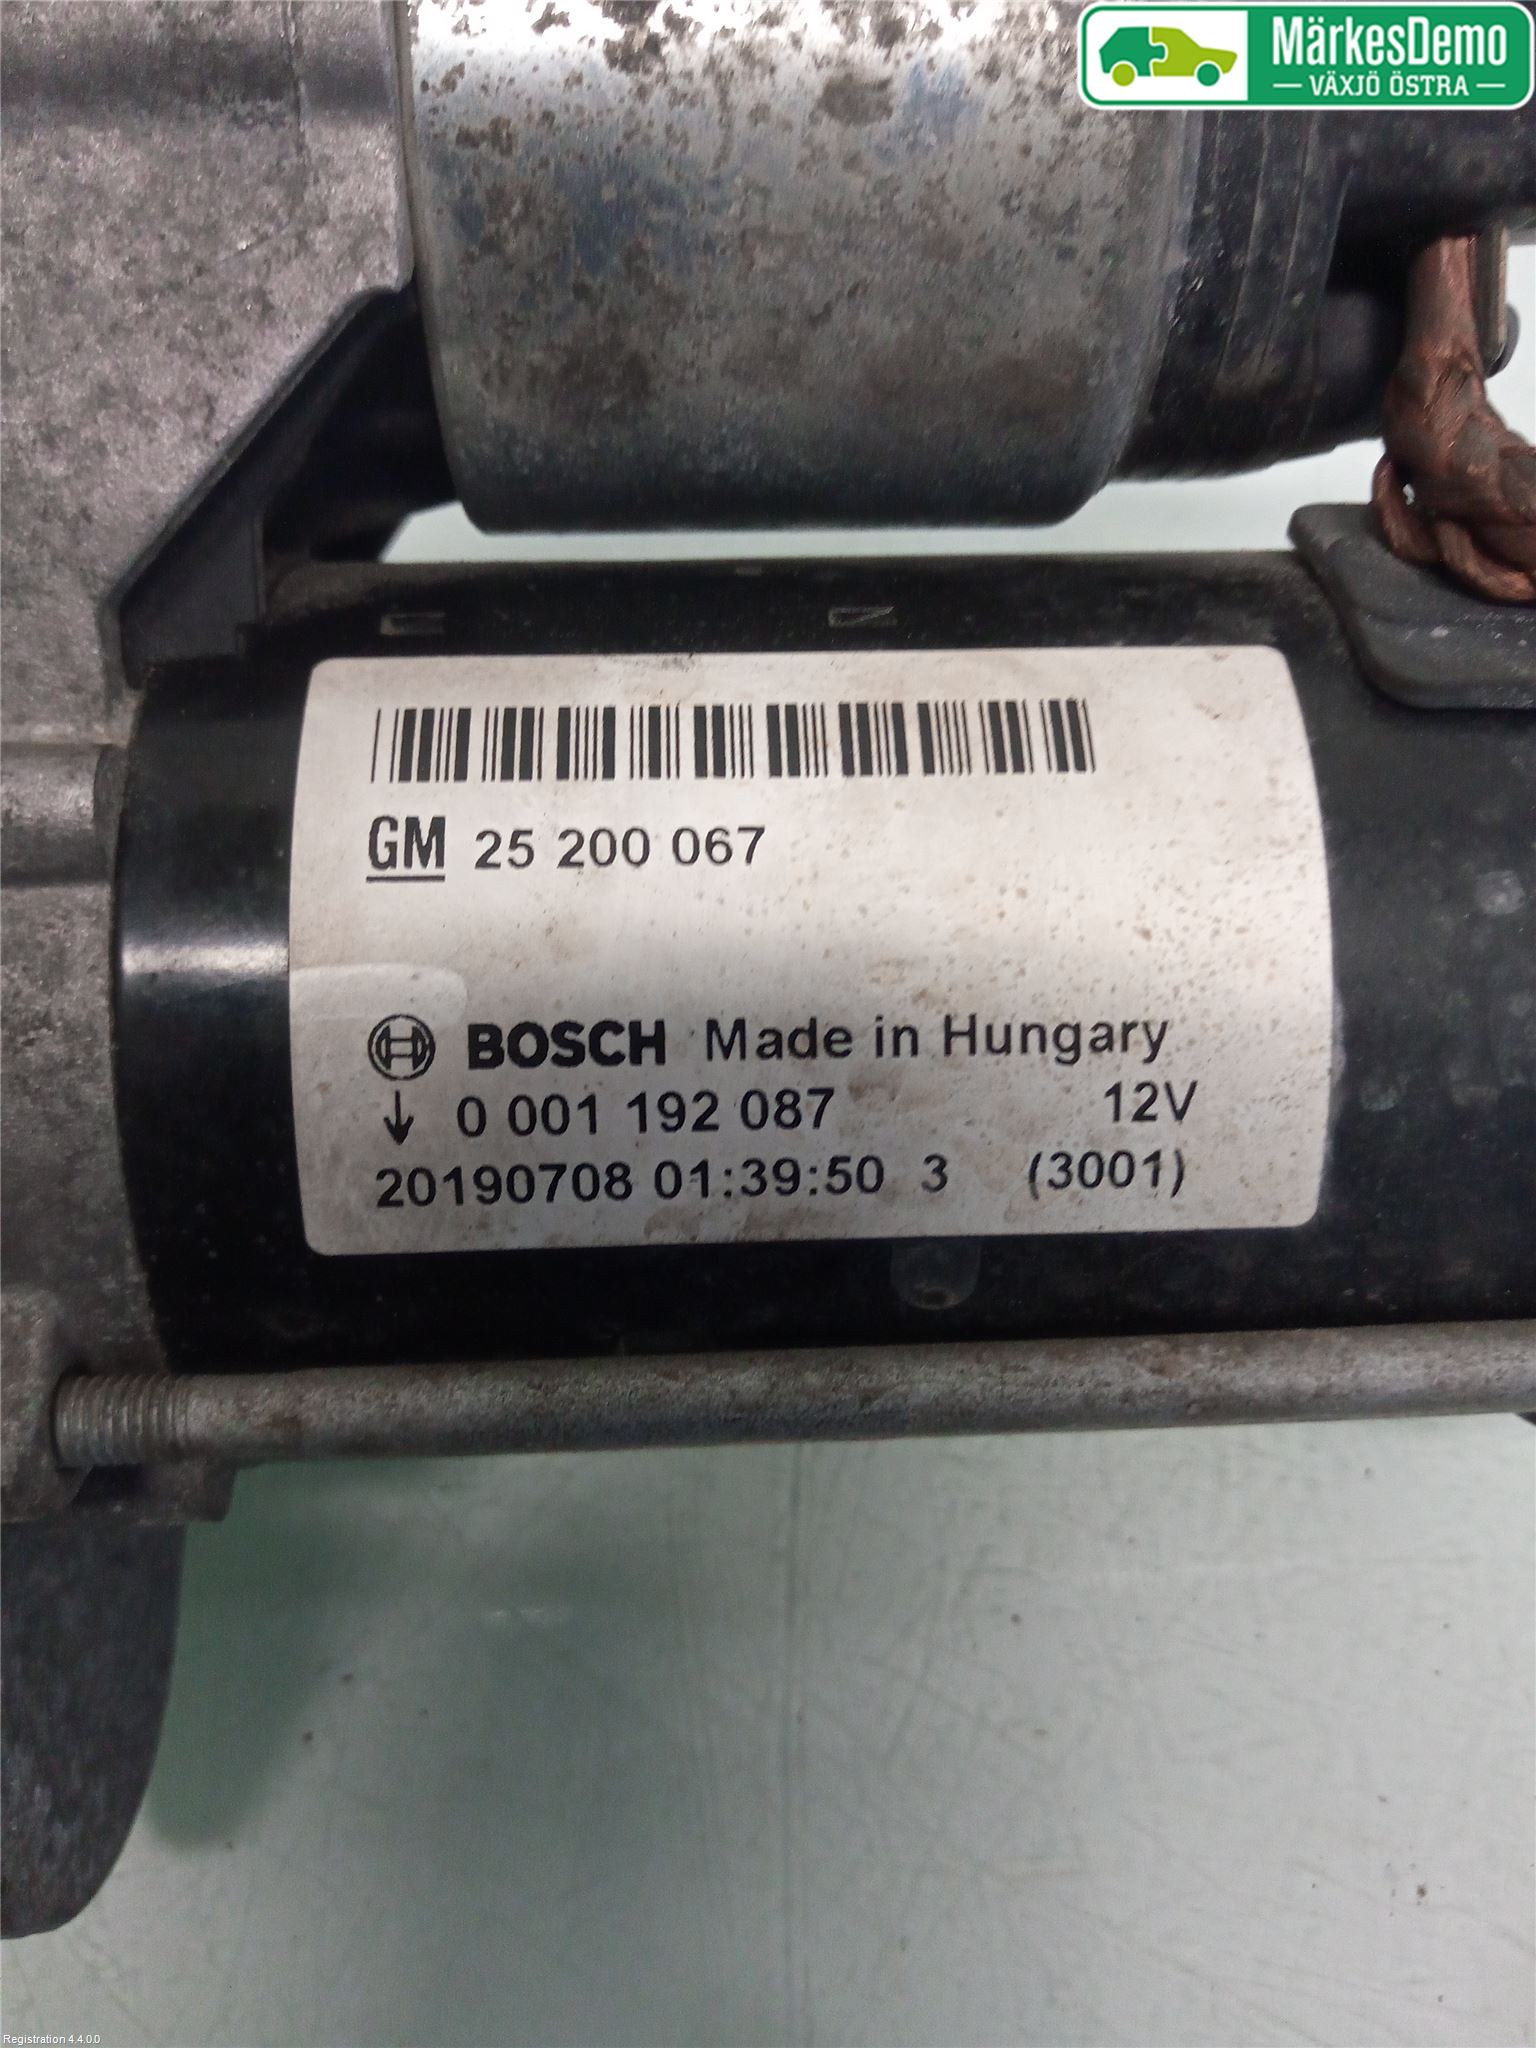 MärkesDemo
VÄXJÖ ÖSTRA
GM 25 200 067
BOSCH Made in Hungary
↓ 0 001 192 087 12V
20190708 01:39:50 3 (3001)
Registration 4.4.0.0